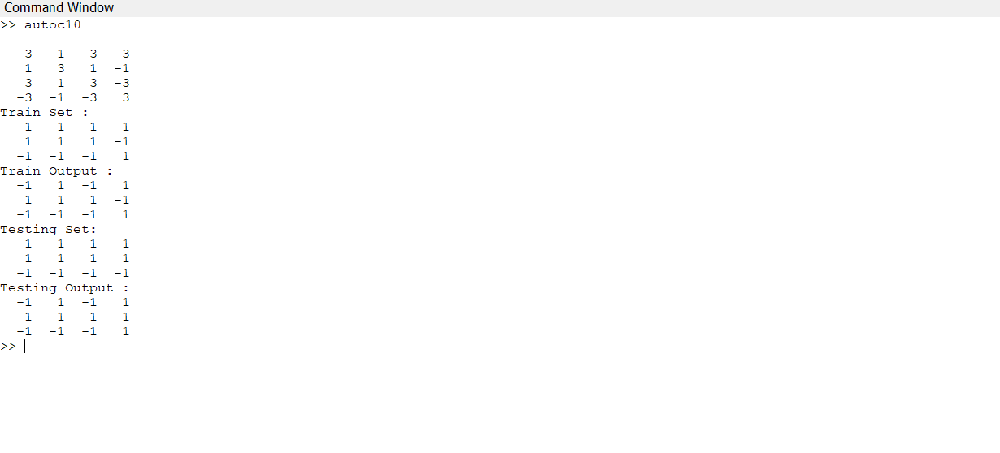 Command Window
>> autoc10
3 1 3 -3
1 3 1 -1
3 1 3 -3
-3 -1 -3 3
Train Set :
-1 1 -1 1
1 1 1 -1
-1 -1 -1 1
Train Output :
-1 1 -1 1
1 1 1 -1
-1 -1 -1 1
Testing Set:
-1 1 -1 1
1 1 1 1
-1 -1 -1 -1
Testing Output :
-1 1 -1 1
1 1 1 -1
-1 -1 -1 1
>>